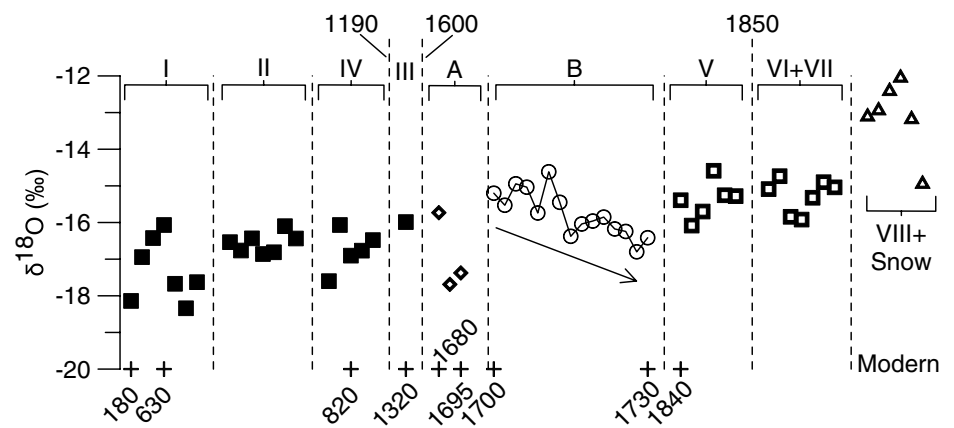 1190 1600 1850
I II IV III A B V VI+VII
-12
-14
-16
-18
-20
δ18O (‰)
VIII+
Snow
Modern
180 630 820 1320 1680 1695 1700 1730 1840